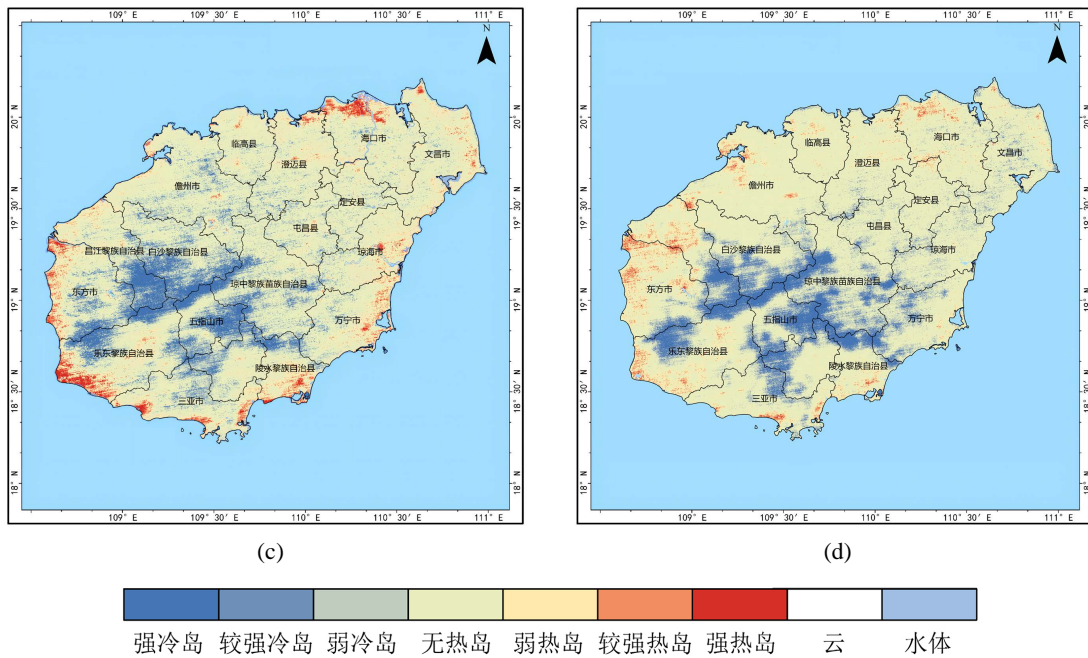 N
N
临高县
海口市
文昌市
澄迈县
儋州市
定安县
屯昌县
昌江黎族自治县
白沙黎族自治县
琼海市
东方市
琼中黎族苗族自治县
五指山市
万宁市
乐东黎族自治县
陵水黎族自治县
三亚市
20° N
19° 30′ N
19° N
18° 30′ N
18° N
109° E
109° 30′ E
110° E
110° 30′ E
111° E
临高县
海口市
文昌市
澄迈县
儋州市
定安县
屯昌县
白沙黎族自治县
琼海市
东方市
琼中黎族苗族自治县
五指山市
万宁市
乐东黎族自治县
陵水黎族自治县
三亚市
20° N
19° 30′ N
19° N
18° 30′ N
18° N
109° E
109° 30′ E
110° E
110° 30′ E
111° E
(c)
(d)
强冷岛 较强冷岛 弱冷岛 无热岛 弱热岛 较强热岛 强热岛 云 水体